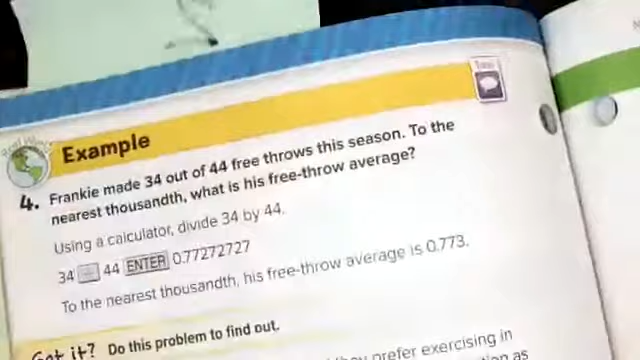 Example
4. Frankie made 34 out of 44 free throws this season. To the
nearest thousandth, what is his free-throw average?
Using a calculator, divide 34 by 44.
34 ÷ 44 ENTER 0.77272727
To the nearest thousandth, his free-throw average is 0.773.
Got it? Do this problem to find out.
they prefer exercising in
as